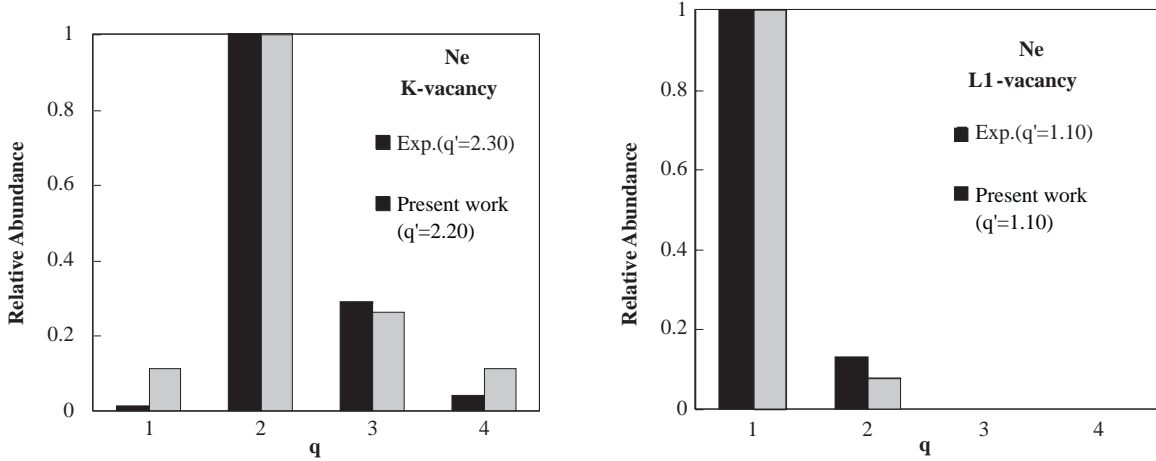 Relative Abundance
1
0.8
0.6
0.4
0.2
0
1 2 3 4
q
Ne
K-vacancy
Exp.(q'=2.30)
Present work
(q'=2.20)
Relative Abundance
1
0.8
0.6
0.4
0.2
0
1 2 3 4
q
Ne
L1-vacancy
Exp.(q'=1.10)
Present work
(q'=1.10)